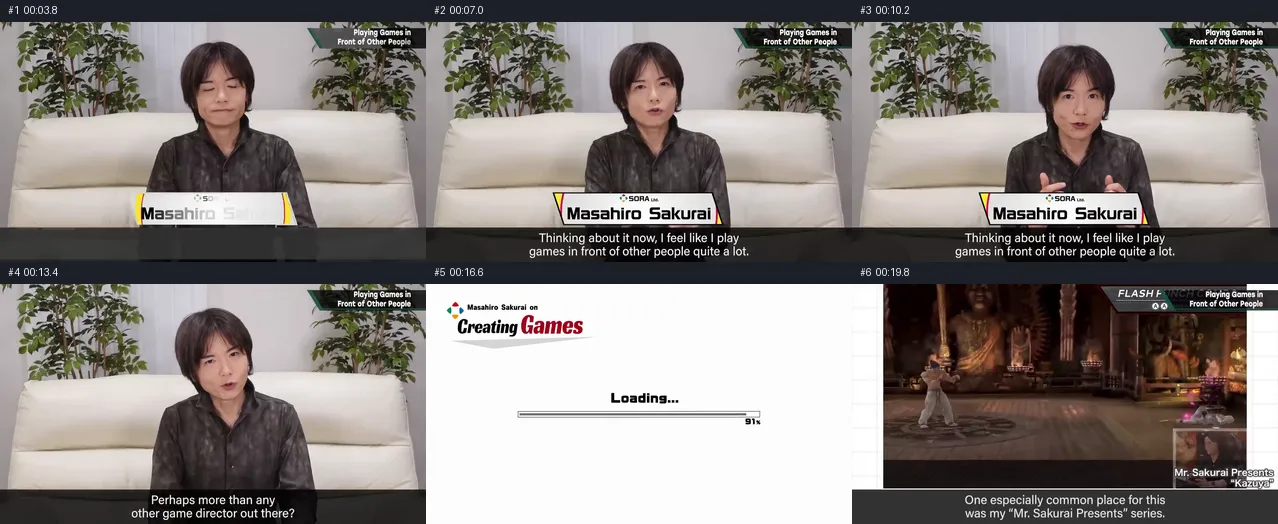 #1 00:03.8
Playing Games in
Front of Other People
SO
Masahiro Sa
#2 00:07.0
Playing Games in
Front of Other People
SORA LTD.
Masahiro Sakurai
Thinking about it now, I feel like I play
games in front of other people quite a lot.
#3 00:10.2
Playing Games in
Front of Other People
SORA LTD.
Masahiro Sakurai
Thinking about it now, I feel like I play
games in front of other people quite a lot.
#4 00:13.4
Playing Games in
Front of Other People
Perhaps more than any
other game director out there?
#5 00:16.6
Masahiro Sakurai on
Creating Games
Loading...
91%
#6 00:19.8
FLASH P
Playing Games in
Front of Other People
Mr. Sakurai Presents
"Kazuya"
One especially common place for this
was my "Mr. Sakurai Presents" series.